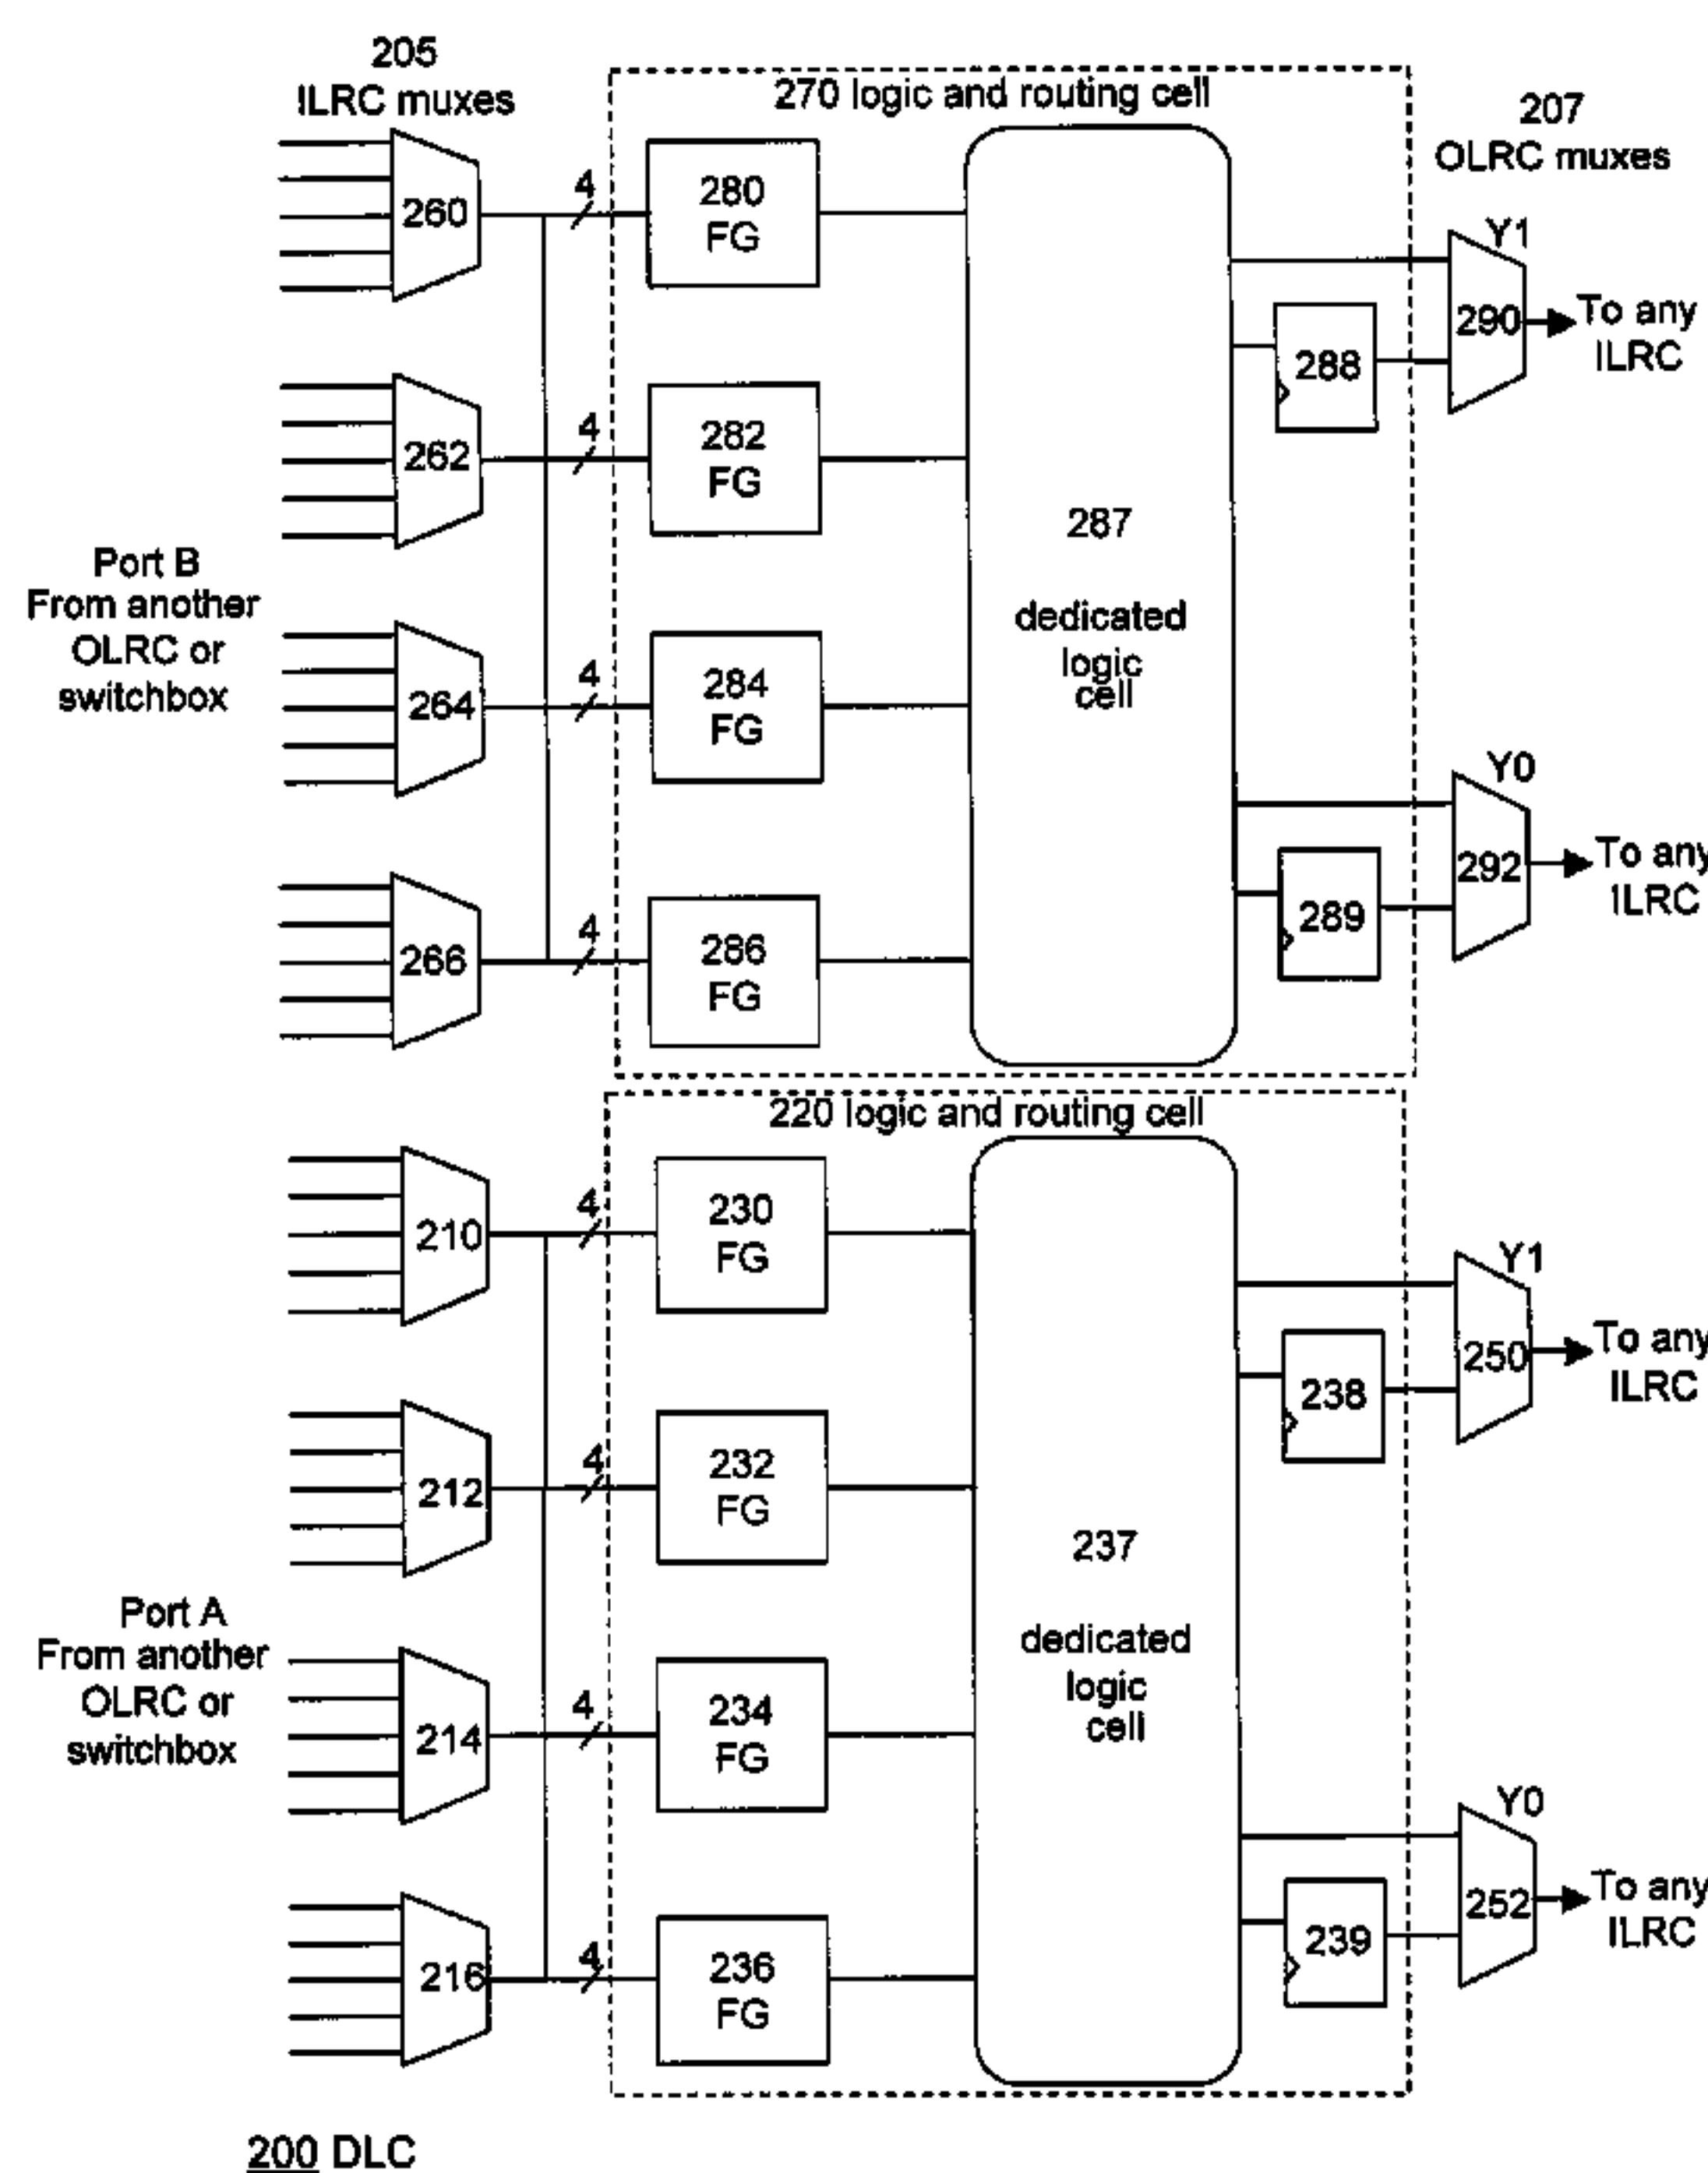 205
ILRC muxes
270 logic and routing cell
207
OLRC muxes
260
4
280
FG
Y1
290
To any
ILRC
288
262
4
282
FG
287
dedicated
logic
cell
Port B
From another
OLRC or
switchbox
264
4
284
FG
Y0
292
To any
ILRC
289
266
4
286
FG
220 logic and routing cell
210
4
230
FG
Y1
250
To any
ILRC
238
212
4
232
FG
237
dedicated
logic
cell
Port A
From another
OLRC or
switchbox
214
4
234
FG
Y0
252
To any
ILRC
239
216
4
236
FG
200 DLC